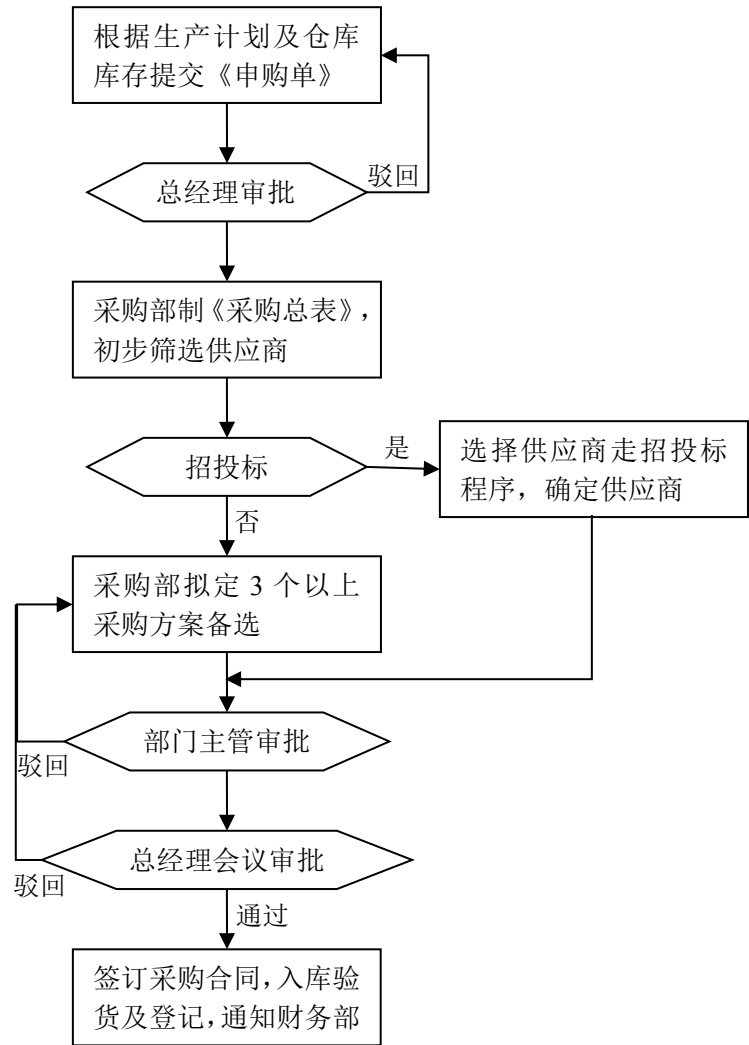 根据生产计划及仓库
库存提交《申购单》
总经理审批
驳回
采购部制《采购总表》，
初步筛选供应商
招投标
是
选择供应商走招投标
程序，确定供应商
否
采购部拟定 3 个以上
采购方案备选
部门主管审批
驳回
总经理会议审批
驳回
通过
签订采购合同，入库验
货及登记，通知财务部